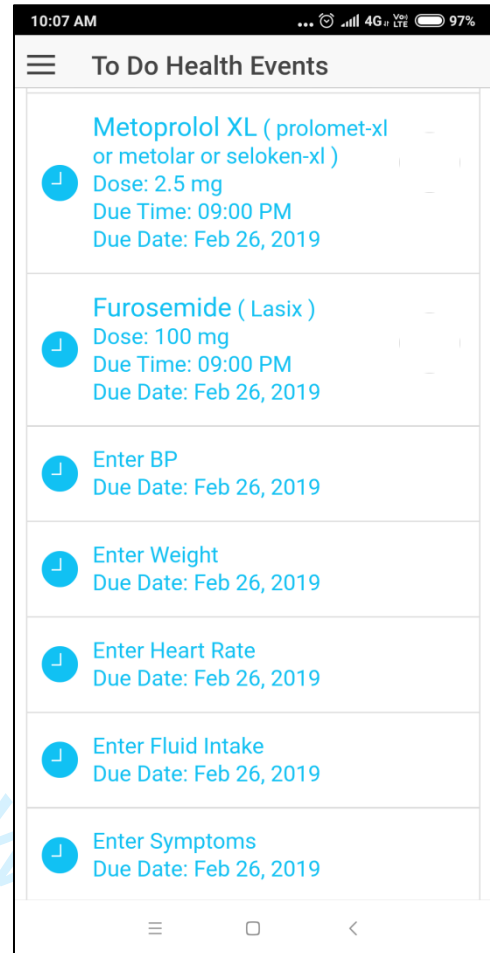 10:07 AM ... 4G LTE 97%
To Do Health Events
Metoprolol XL ( prolomet-xl
or metolar or seloken-xl )
Dose: 2.5 mg
Due Time: 09:00 PM
Due Date: Feb 26, 2019
Furosemide ( Lasix )
Dose: 100 mg
Due Time: 09:00 PM
Due Date: Feb 26, 2019
Enter BP
Due Date: Feb 26, 2019
Enter Weight
Due Date: Feb 26, 2019
Enter Heart Rate
Due Date: Feb 26, 2019
Enter Fluid Intake
Due Date: Feb 26, 2019
Enter Symptoms
Due Date: Feb 26, 2019